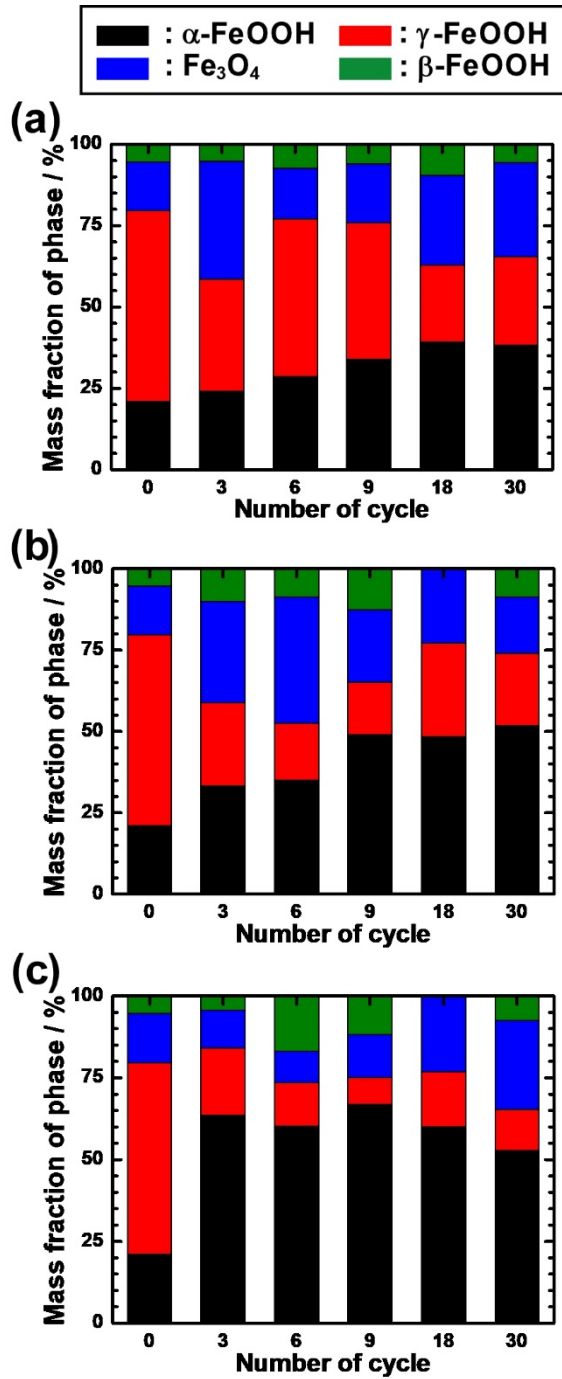 : α-FeOOH : γ-FeOOH
: Fe₃O₄ : β-FeOOH
(a)
Mass fraction of phase / %
100
75
50
25
0
0 3 6 9 18 30
Number of cycle
(b)
Mass fraction of phase / %
100
75
50
25
0
0 3 6 9 18 30
Number of cycle
(c)
Mass fraction of phase / %
100
75
50
25
0
0 3 6 9 18 30
Number of cycle